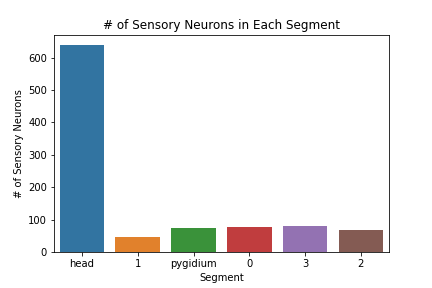 # of Sensory Neurons in Each Segment
# of Sensory Neurons
600
500
400
300
200
100
0
head 1 pygidium 0 3 2
Segment